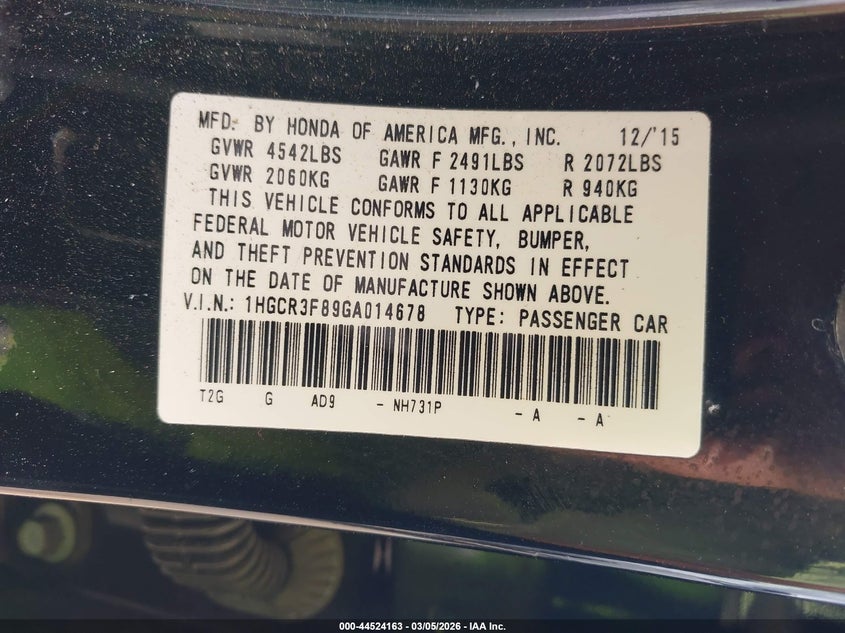 MFD. BY HONDA OF AMERICA MFG., INC. 12/'15
GVWR 4542LBS GAWR F 2491LBS R 2072LBS
GVWR 2060KG GAWR F 1130KG R 940KG
THIS VEHICLE CONFORMS TO ALL APPLICABLE
FEDERAL MOTOR VEHICLE SAFETY, BUMPER,
AND THEFT PREVENTION STANDARDS IN EFFECT
ON THE DATE OF MANUFACTURE SHOWN ABOVE.
V.I.N.: 1HGCR3F89GA014678 TYPE: PASSENGER CAR
T2G G AD9 - NH731P - A - A
000-44524163 - 03/05/2026 - IAA Inc.